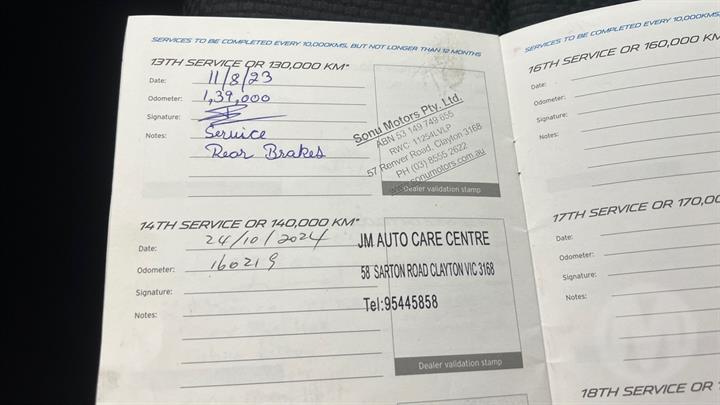 SERVICES TO BE COMPLETED EVERY 10,000KMS, BUT NOT LONGER THAN 12 MONTHS
13TH SERVICE OR 130,000 KM*
Date: 11/8/23
Odometer: 1,39,000
Signature:
Notes: Service
Rear Brakes
Sonu Motors Pty. Ltd.
ABN 53 149 749 655
RWC 11254LVLP
57 Renver Road, Clayton 3168
PH (03) 8555 2622
sonumotors.com.au
Dealer validation stamp
14TH SERVICE OR 140,000 KM*
Date: 24/10/2024
Odometer: 160219
Signature:
Notes:
JM AUTO CARE CENTRE
58 SARTON ROAD CLAYTON VIC 3168
Tel:95445858
Dealer validation stamp
SERVICES TO BE COMPLETED EVERY 10,000KMS,
16TH SERVICE OR 160,000 KM
Date:
Odometer:
Signature:
Notes:
17TH SERVICE OR 170,00
Date:
Odometer:
Signature:
Notes:
18TH SERVICE OR